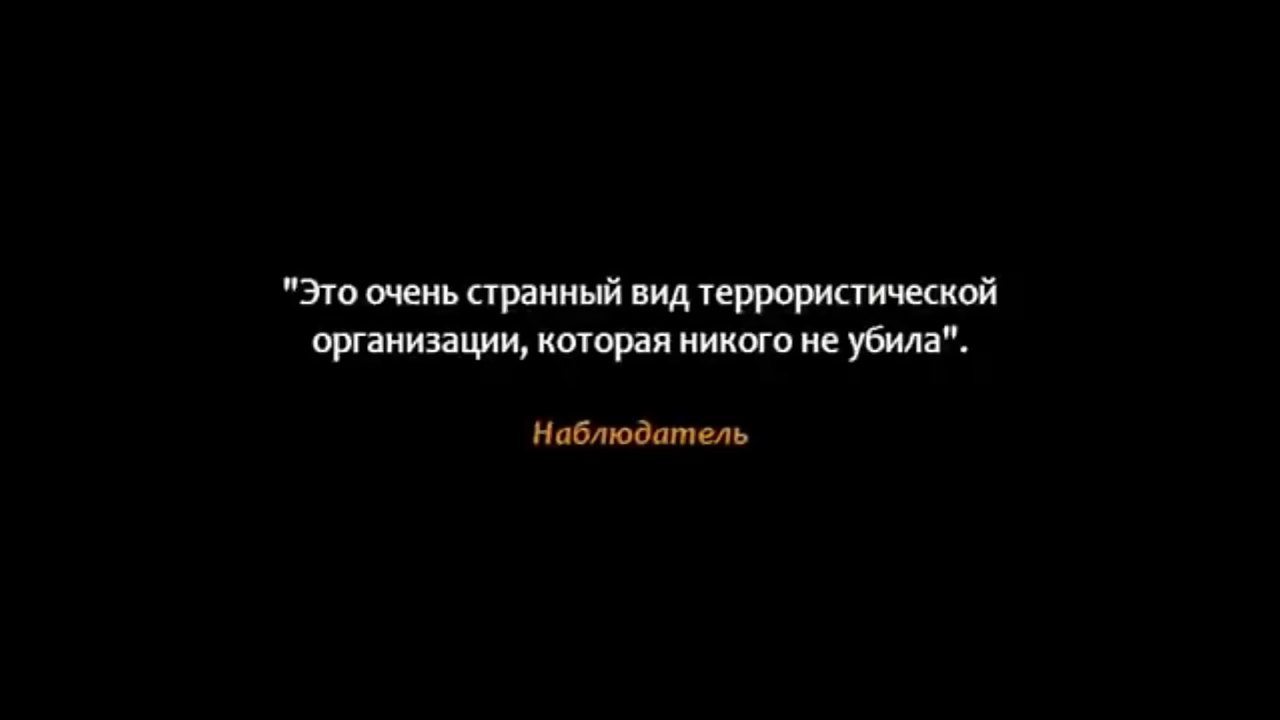 "Это очень странный вид террористической
организации, которая никого не убила".
Наблюдатель